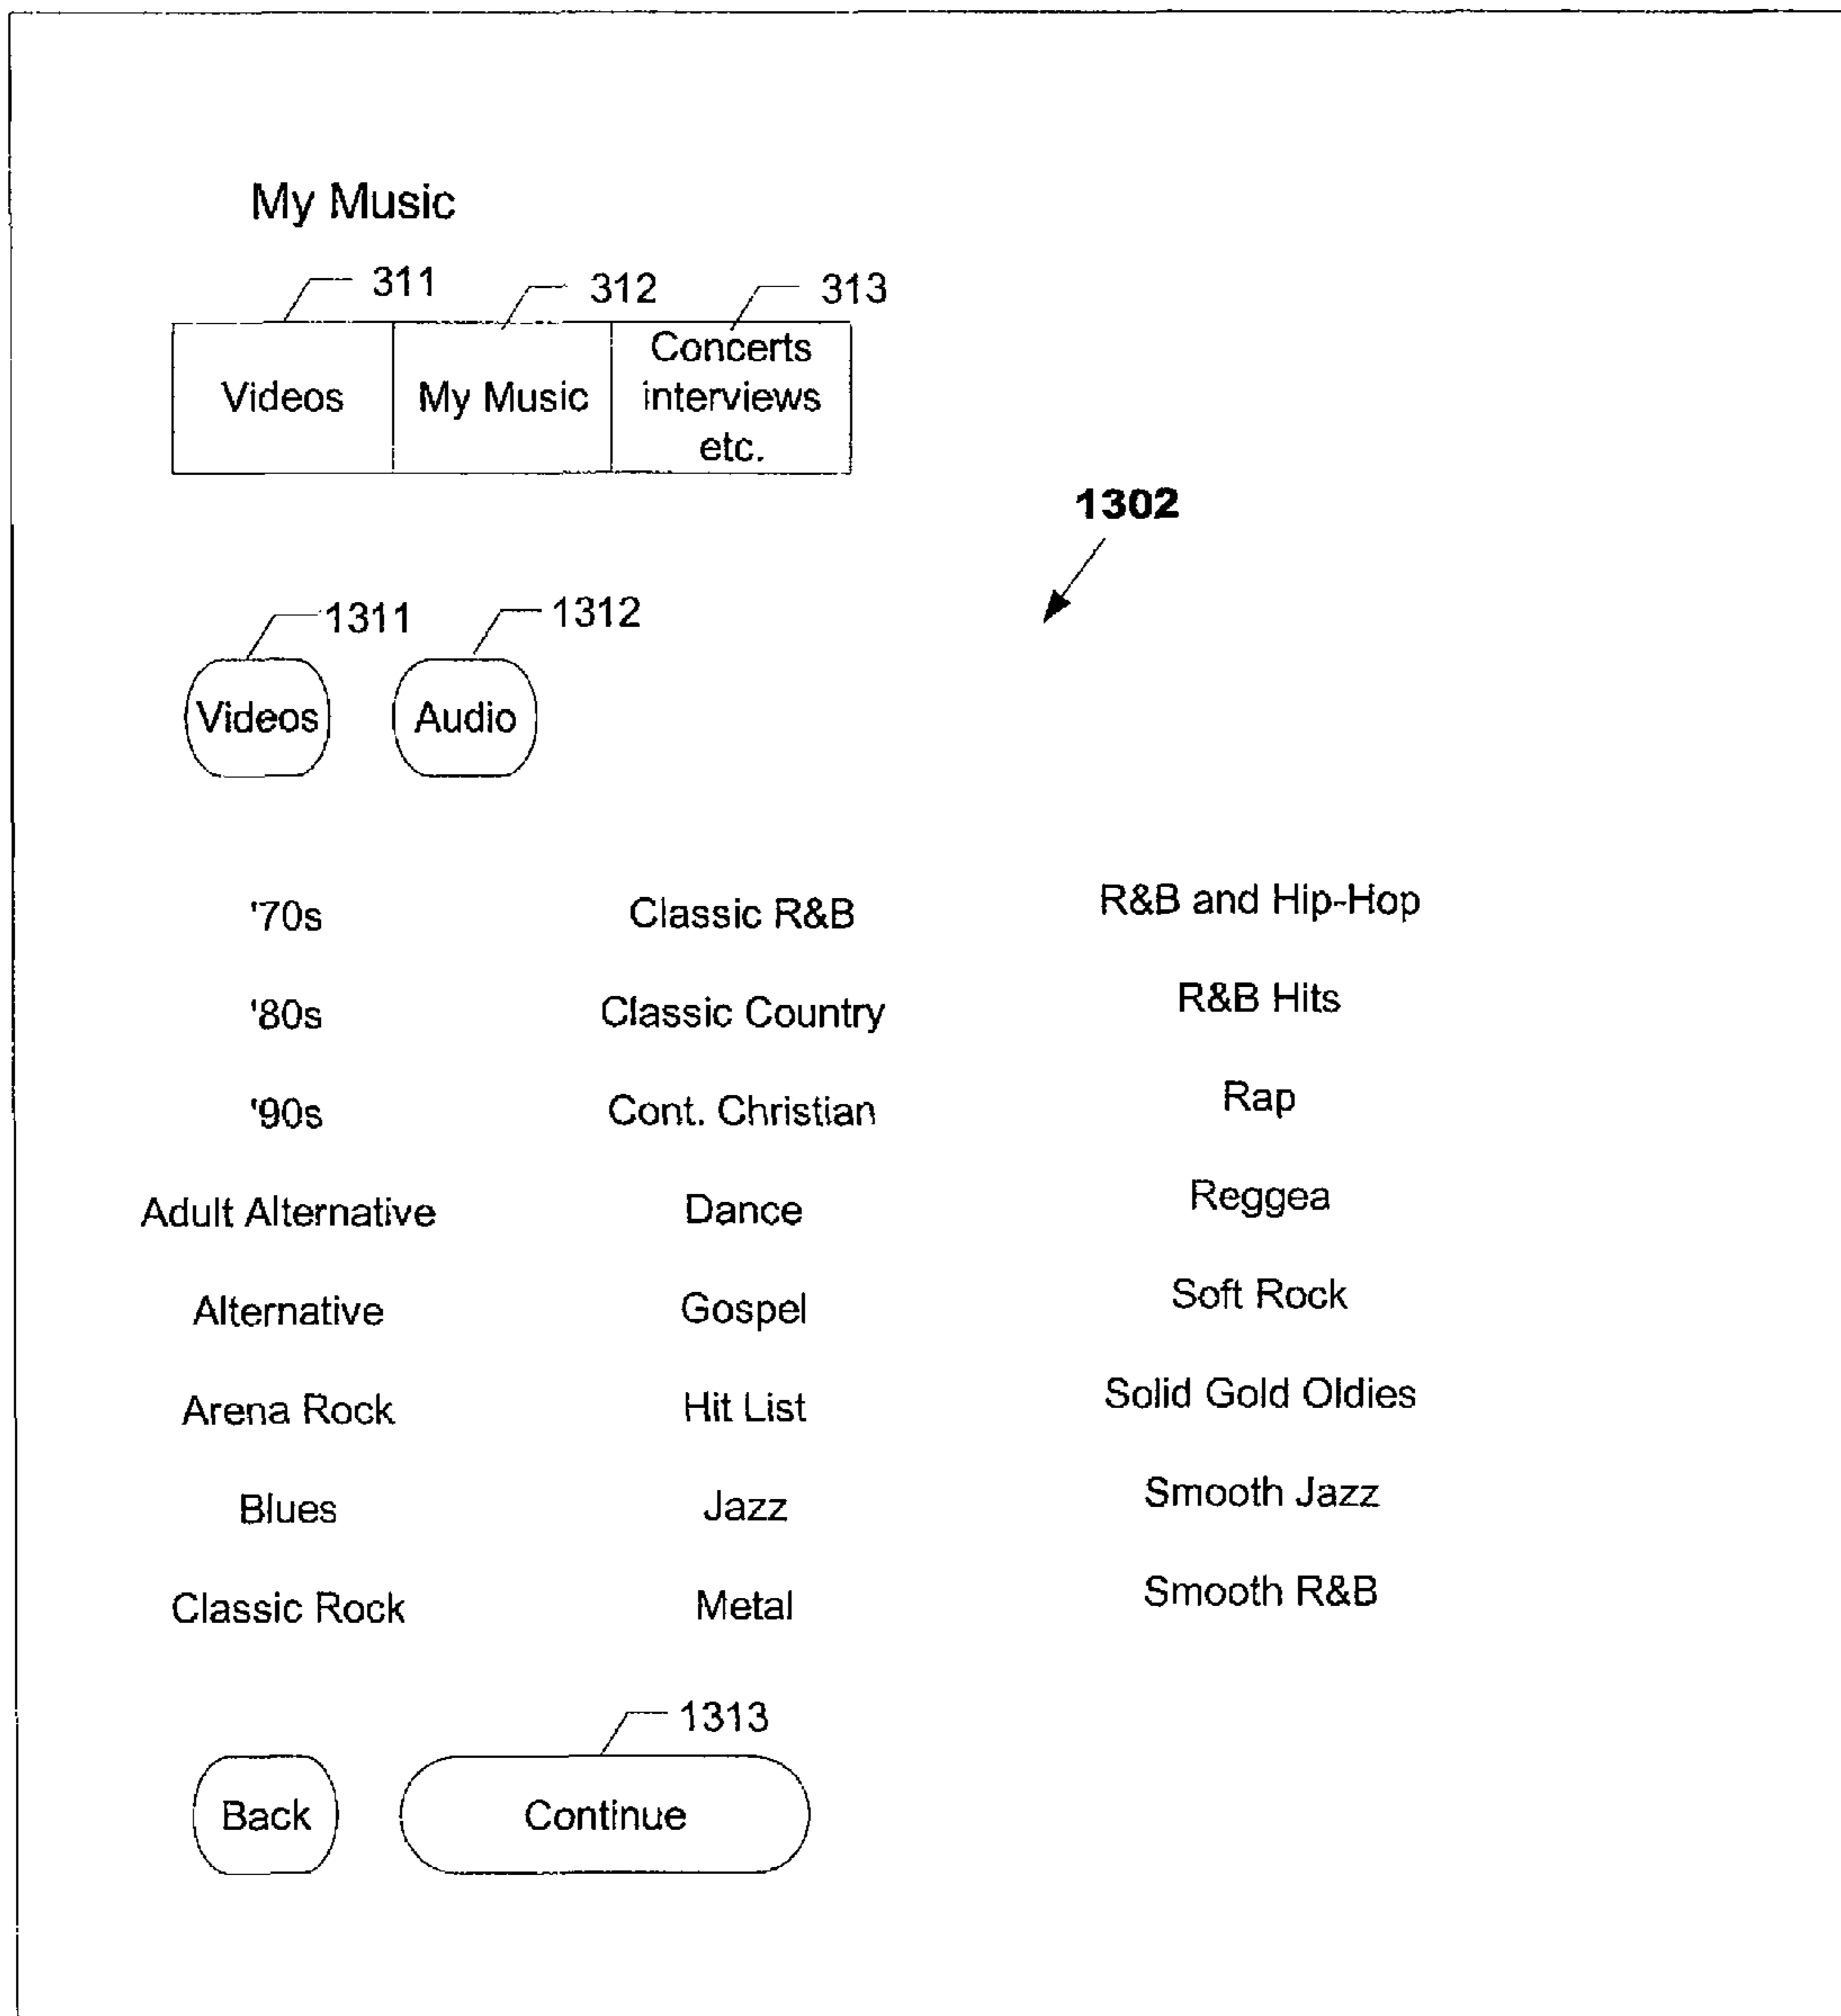 My Music
311 312 313
Videos My Music Concerts interviews etc.
1302
1311 1312
Videos Audio
'70s Classic R&B R&B and Hip-Hop
'80s Classic Country R&B Hits
'90s Cont. Christian Rap
Adult Alternative Dance Reggea
Alternative Gospel Soft Rock
Arena Rock Hit List Solid Gold Oldies
Blues Jazz Smooth Jazz
Classic Rock Metal Smooth R&B
1313
Back Continue